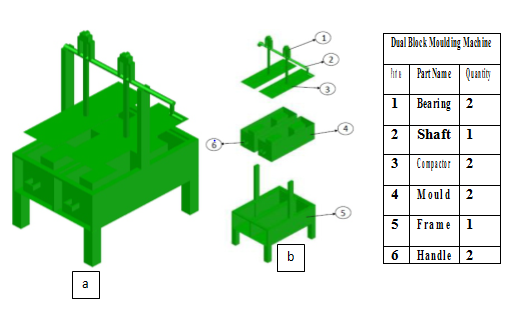 1
2
3
4
6
5
a
b
Dual Block Moulding Machine
Part Name Quantity
1 Bearing 2
2 Shaft 1
3 Compactor 2
4 Mould 2
5 Frame 1
6 Handle 2